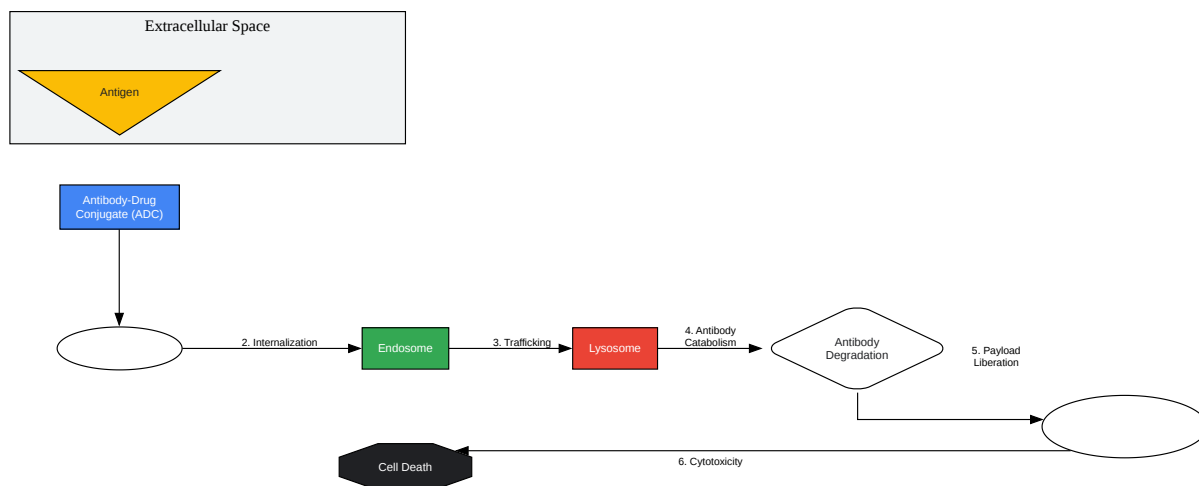 Extracellular Space
Antigen
Antibody-Drug
Conjugate (ADC)
2. Internalization
Endosome
3. Trafficking
Lysosome
4. Antibody
Catabolism
Antibody
Degradation
5. Payload
Liberation
6. Cytotoxicity
Cell Death